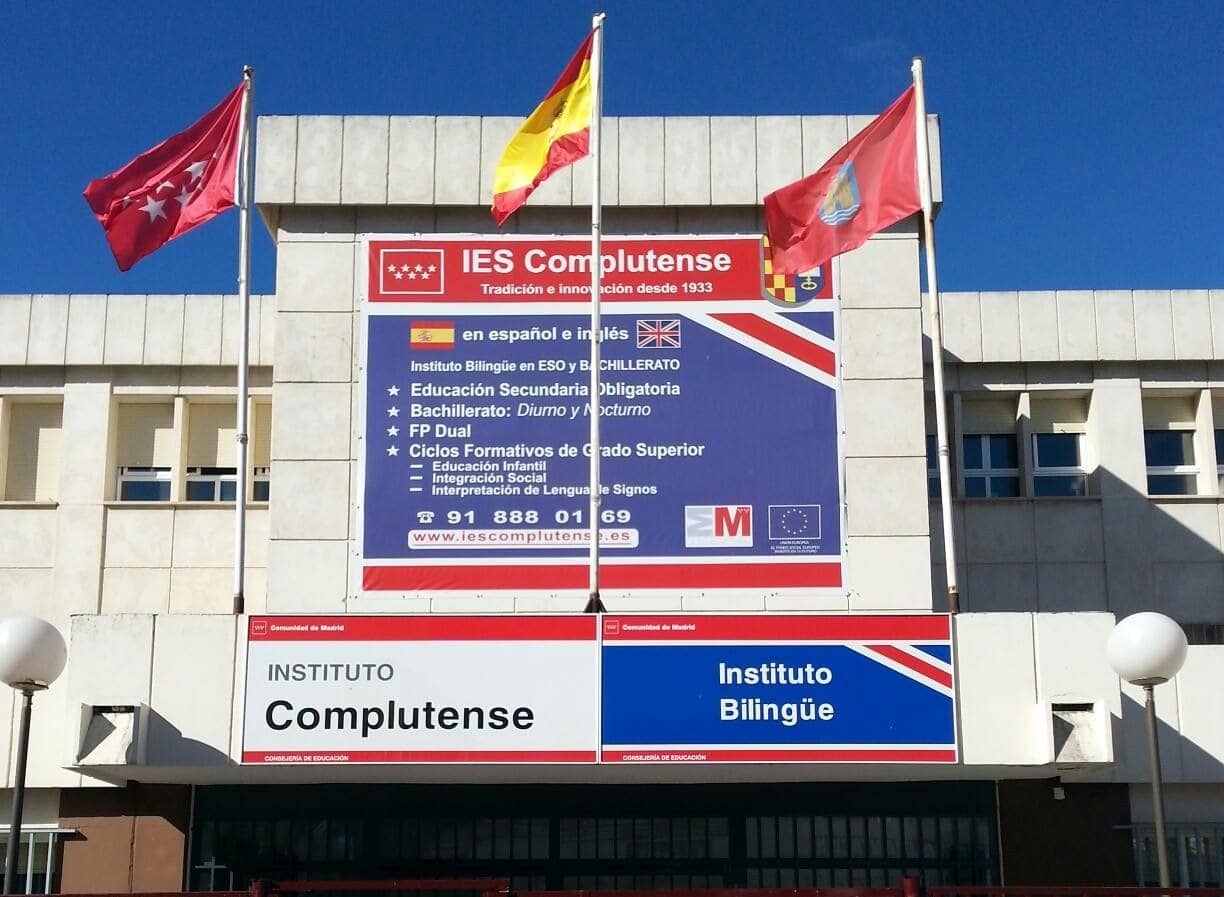 IES Complutense
Tradición e innovación desde 1933
en español e inglés
Instituto Bilingüe en ESO y BACHILLERATO
Educación Secundaria Obligatoria
Bachillerato: Diurno y Nocturno
FP Dual
Ciclos Formativos de Grado Superior
Educación Infantil
Integración Social
Interpretación de Lengua de Signos
91 888 01 69
www.iescomplutense.es
M
UNIÓN EUROPEA
Comunidad de Madrid
INSTITUTO
Complutense
CONSEJERÍA DE EDUCACIÓN
Comunidad de Madrid
Instituto
Bilingüe
CONSEJERÍA DE EDUCACIÓN